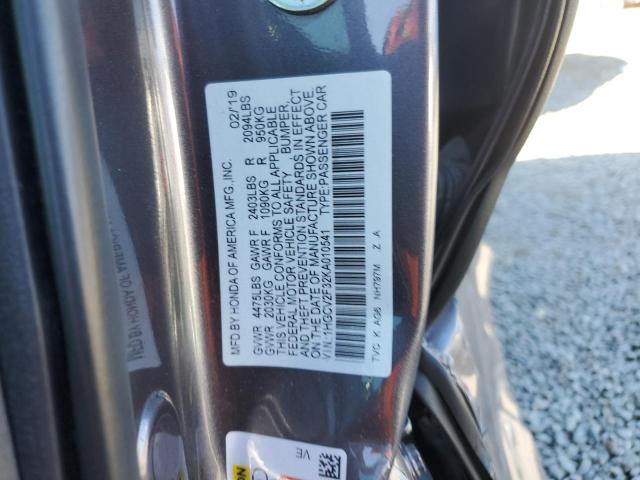 MFD BY HONDA OF AMERICA MFG.,INC. 02/19
GVWR 4475LBS GAWR F 2403LBS R 2094LBS
GVWR 2030KG GAWR F 1090KG R 950KG
THIS VEHICLE CONFORMS TO ALL APPLICABLE
FEDERAL MOTOR VEHICLE SAFETY, BUMPER,
AND THEFT PREVENTION STANDARDS IN EFFECT
ON THE DATE OF MANUFACTURE SHOWN ABOVE.
V.I.N.:1HGCV2F32KA010541 TYPE:PASSENGER CAR
TVC K AG6 NH797M Z A
VE